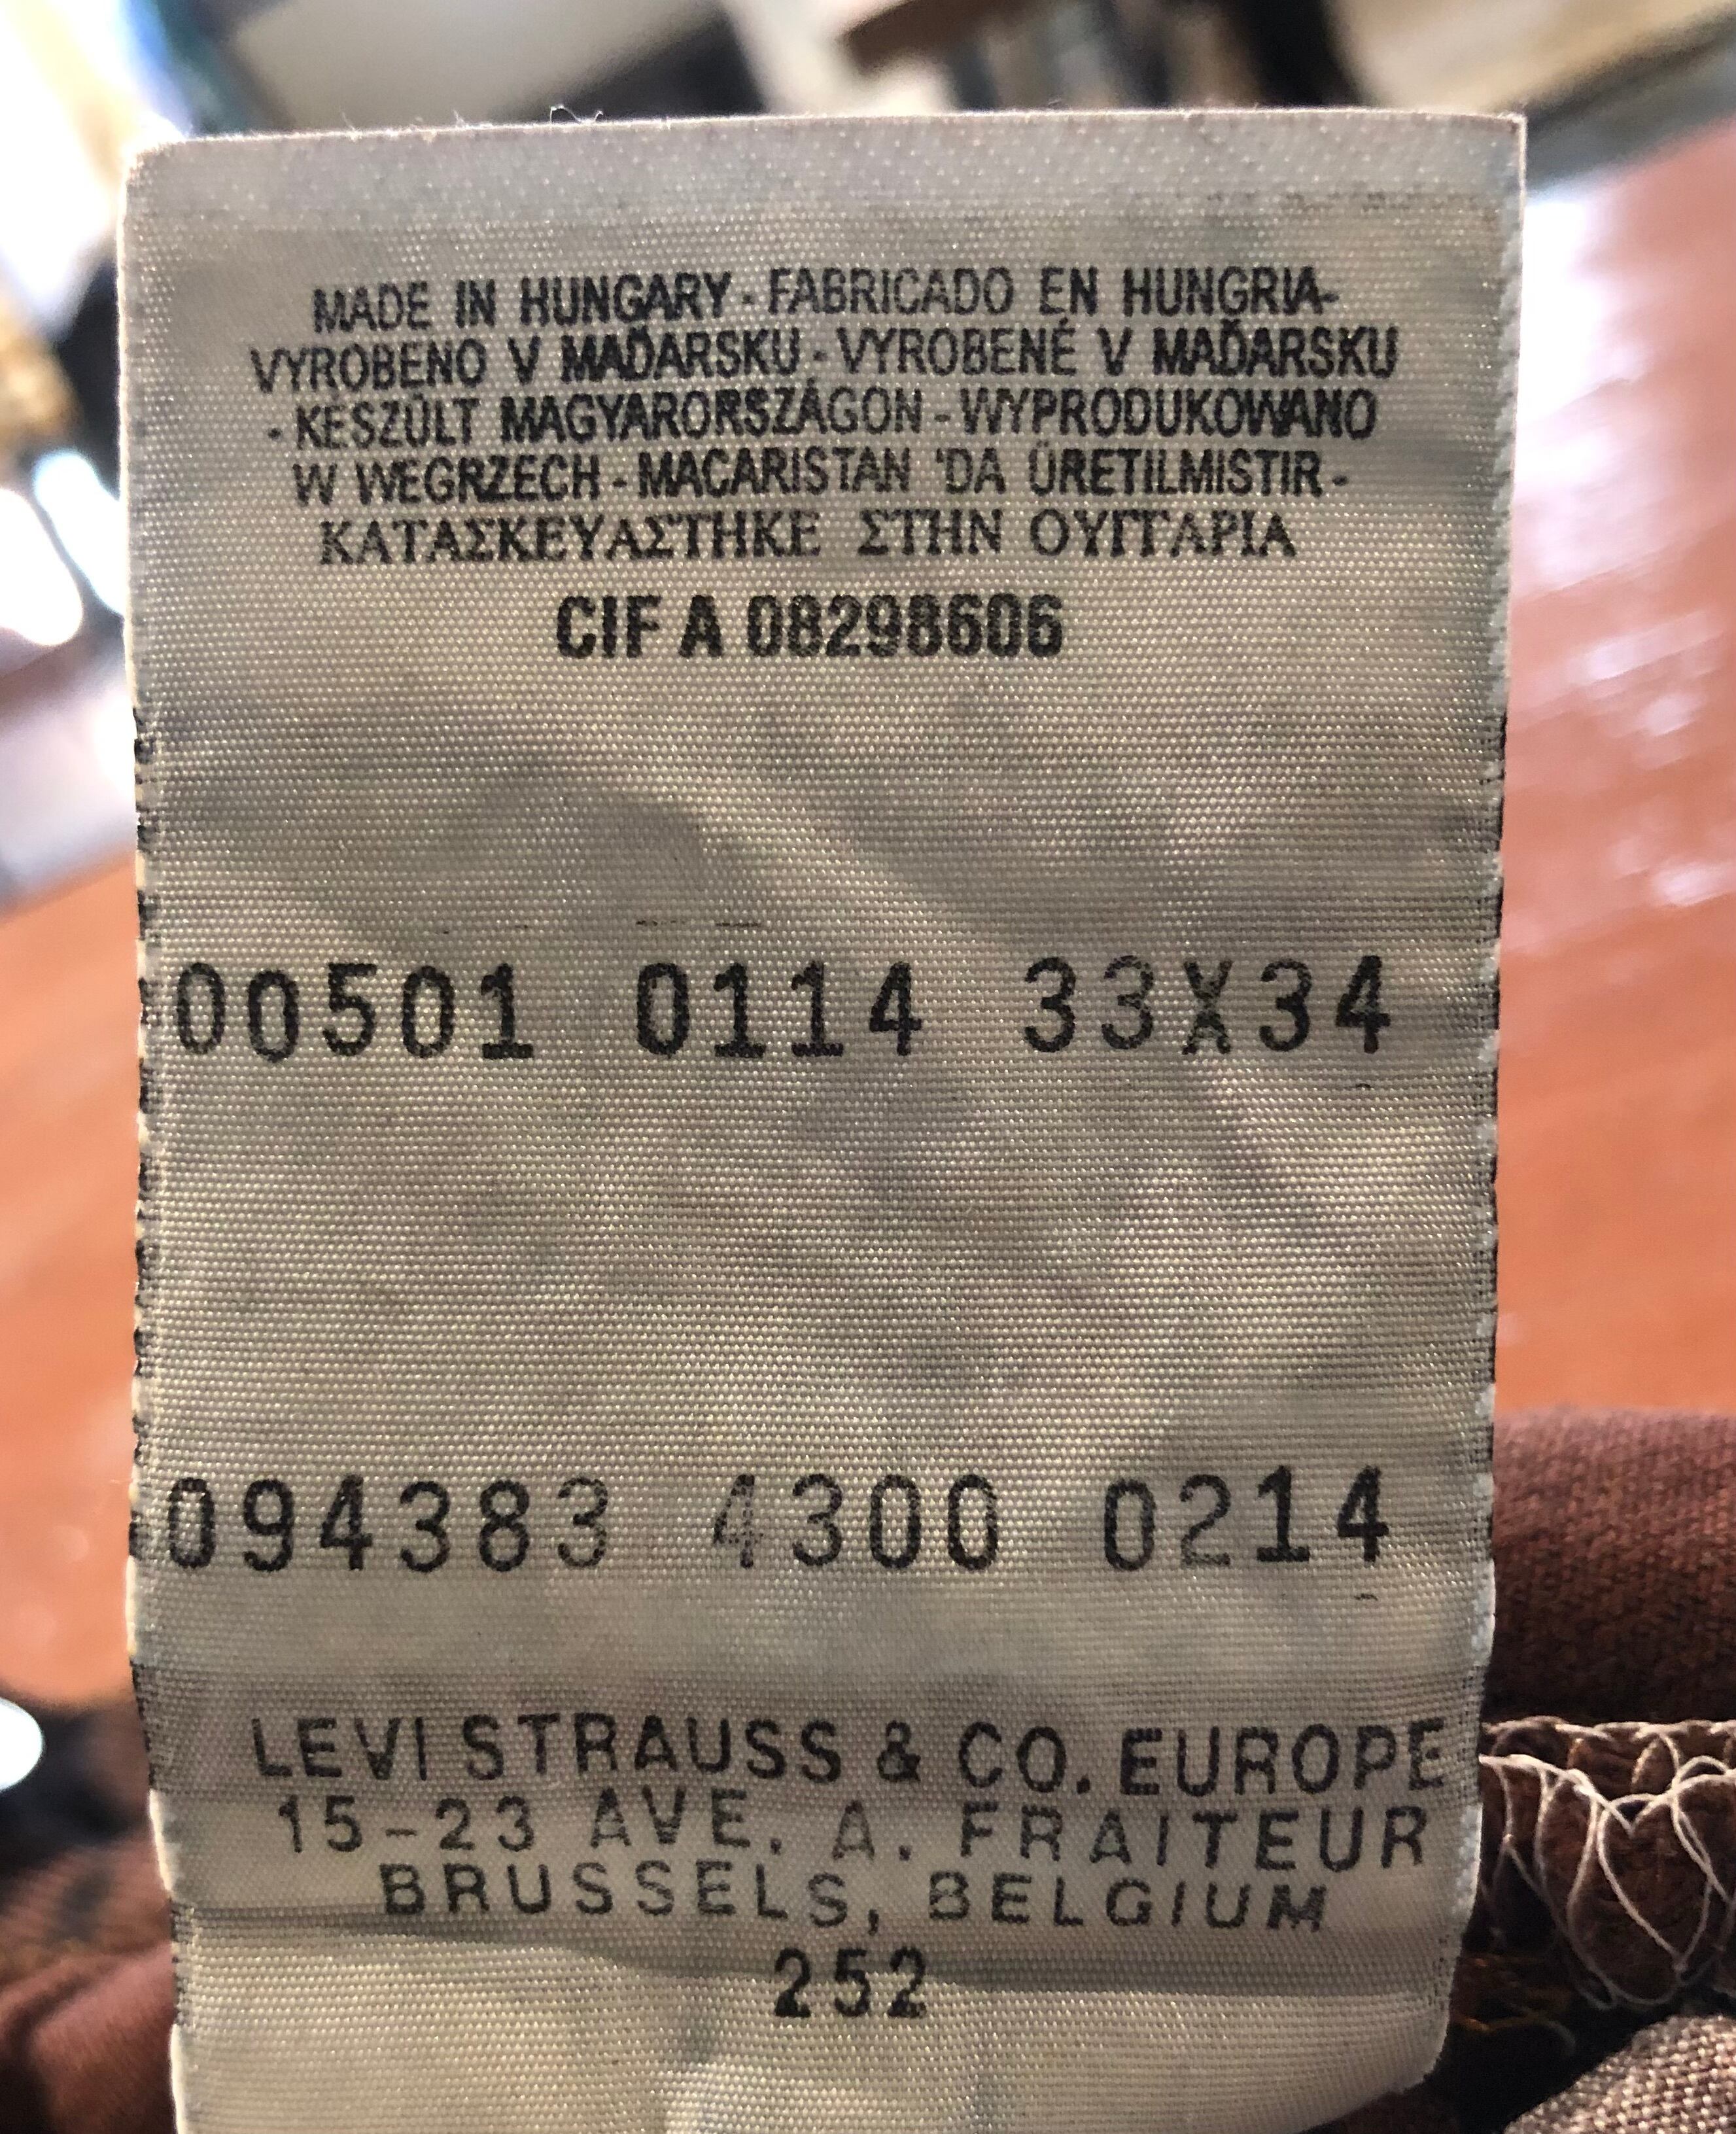 MADE IN HUNGARY - FABRICADO EN HUNGRIA-
VYROBENO V MAĎARSKU - VYROBENÉ V MAĎARSKU
- KÉSZÜLT MAGYARORSZÁGON - WYPRODUKOWANO
W WEGRZECH - MACARISTAN 'DA ÜRETILMISTIR -
ΚΑΤΑΣΚΕΥΑΣΤΗΚΕ ΣΤΗΝ ΟΥΓΓΑΡΙΑ
CIF A 08298606
00501 0114 33X34
094383 4300 0214
LEVI STRAUSS & CO. EUROPE
15-23 AVE. A. FRAITEUR
BRUSSELS, BELGIUM
252